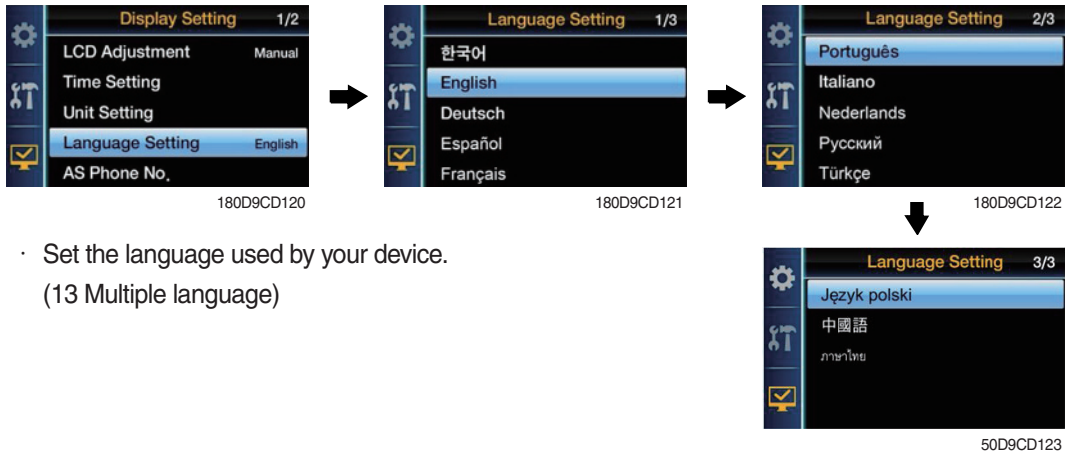 Display Setting 1/2
LCD Adjustment Manual
Time Setting
Unit Setting
Language Setting English
AS Phone No.
180D9CD120
Language Setting 1/3
한국어
English
Deutsch
Español
Français
180D9CD121
Language Setting 2/3
Português
Italiano
Nederlands
Русский
Türkçe
180D9CD122
· Set the language used by your device.
(13 Multiple language)
Language Setting 3/3
Język polski
中國語
ภาษาไทย
50D9CD123